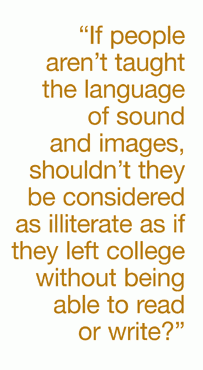 “If people
aren’t taught
the language
of sound
and images,
shouldn’t they
be considered
as illiterate as if
they left college
without being
able to read
or write?”